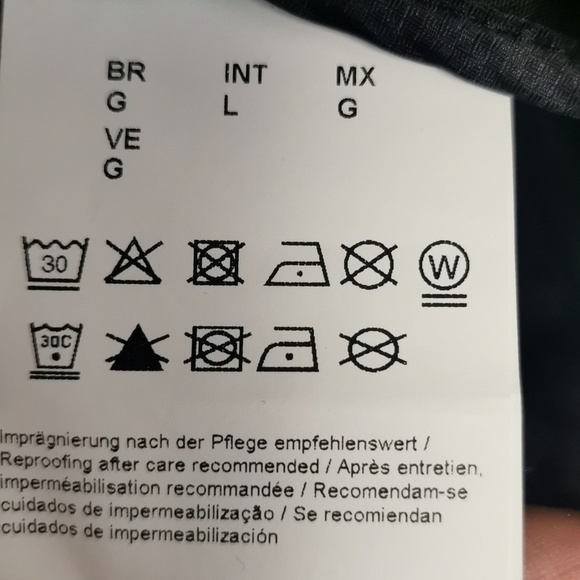 BR INT MX
G L G
VE
G
30 W
30C
Imprägnierung nach der Pflege empfehlenswert /
Reproofing after care recommended / Après entretien,
imperméabilisation recommandée / Recomendam-se
cuidados de impermeabilização / Se recomiendan
cuidados de impermeabilización